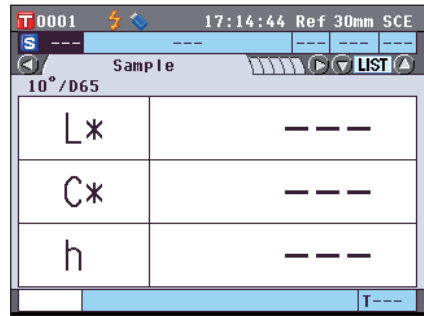 T0001 17:14:44 Ref 30mm SCE
S --- --- --- --- ---
Sample LIST
10°/D65
L* ---
C* ---
h ---
T---